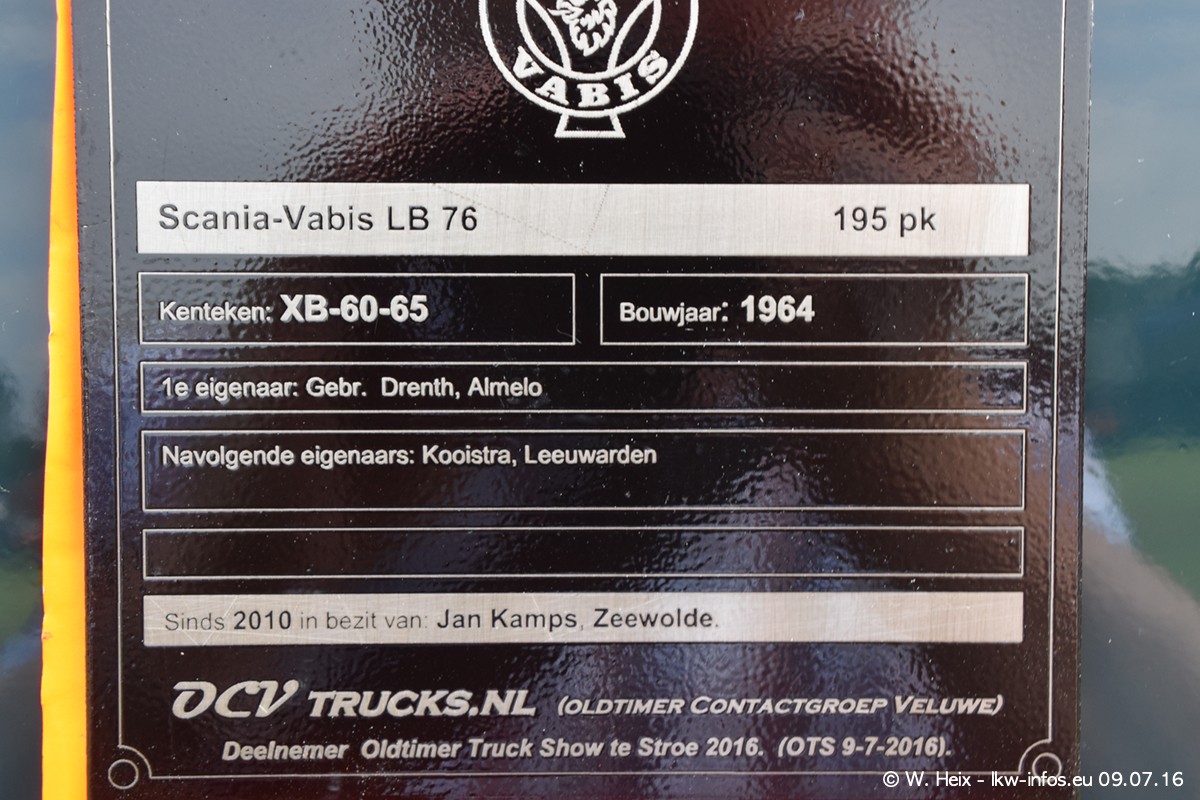 VABIS
Scania-Vabis LB 76 195 pk
Kenteken: XB-60-65 Bouwjaar: 1964
1e eigenaar: Gebr. Drenth, Almelo
Navolgende eigenaars: Kooistra, Leeuwarden
Sinds 2010 in bezit van: Jan Kamps, Zeewolde.
OCV TRUCKS.NL (OLDTIMER CONTACTGROEP VELUWE)
Deelnemer Oldtimer Truck Show te Stroe 2016. (OTS 9-7-2016).
© W. Heix - lkw-infos.eu 09.07.16